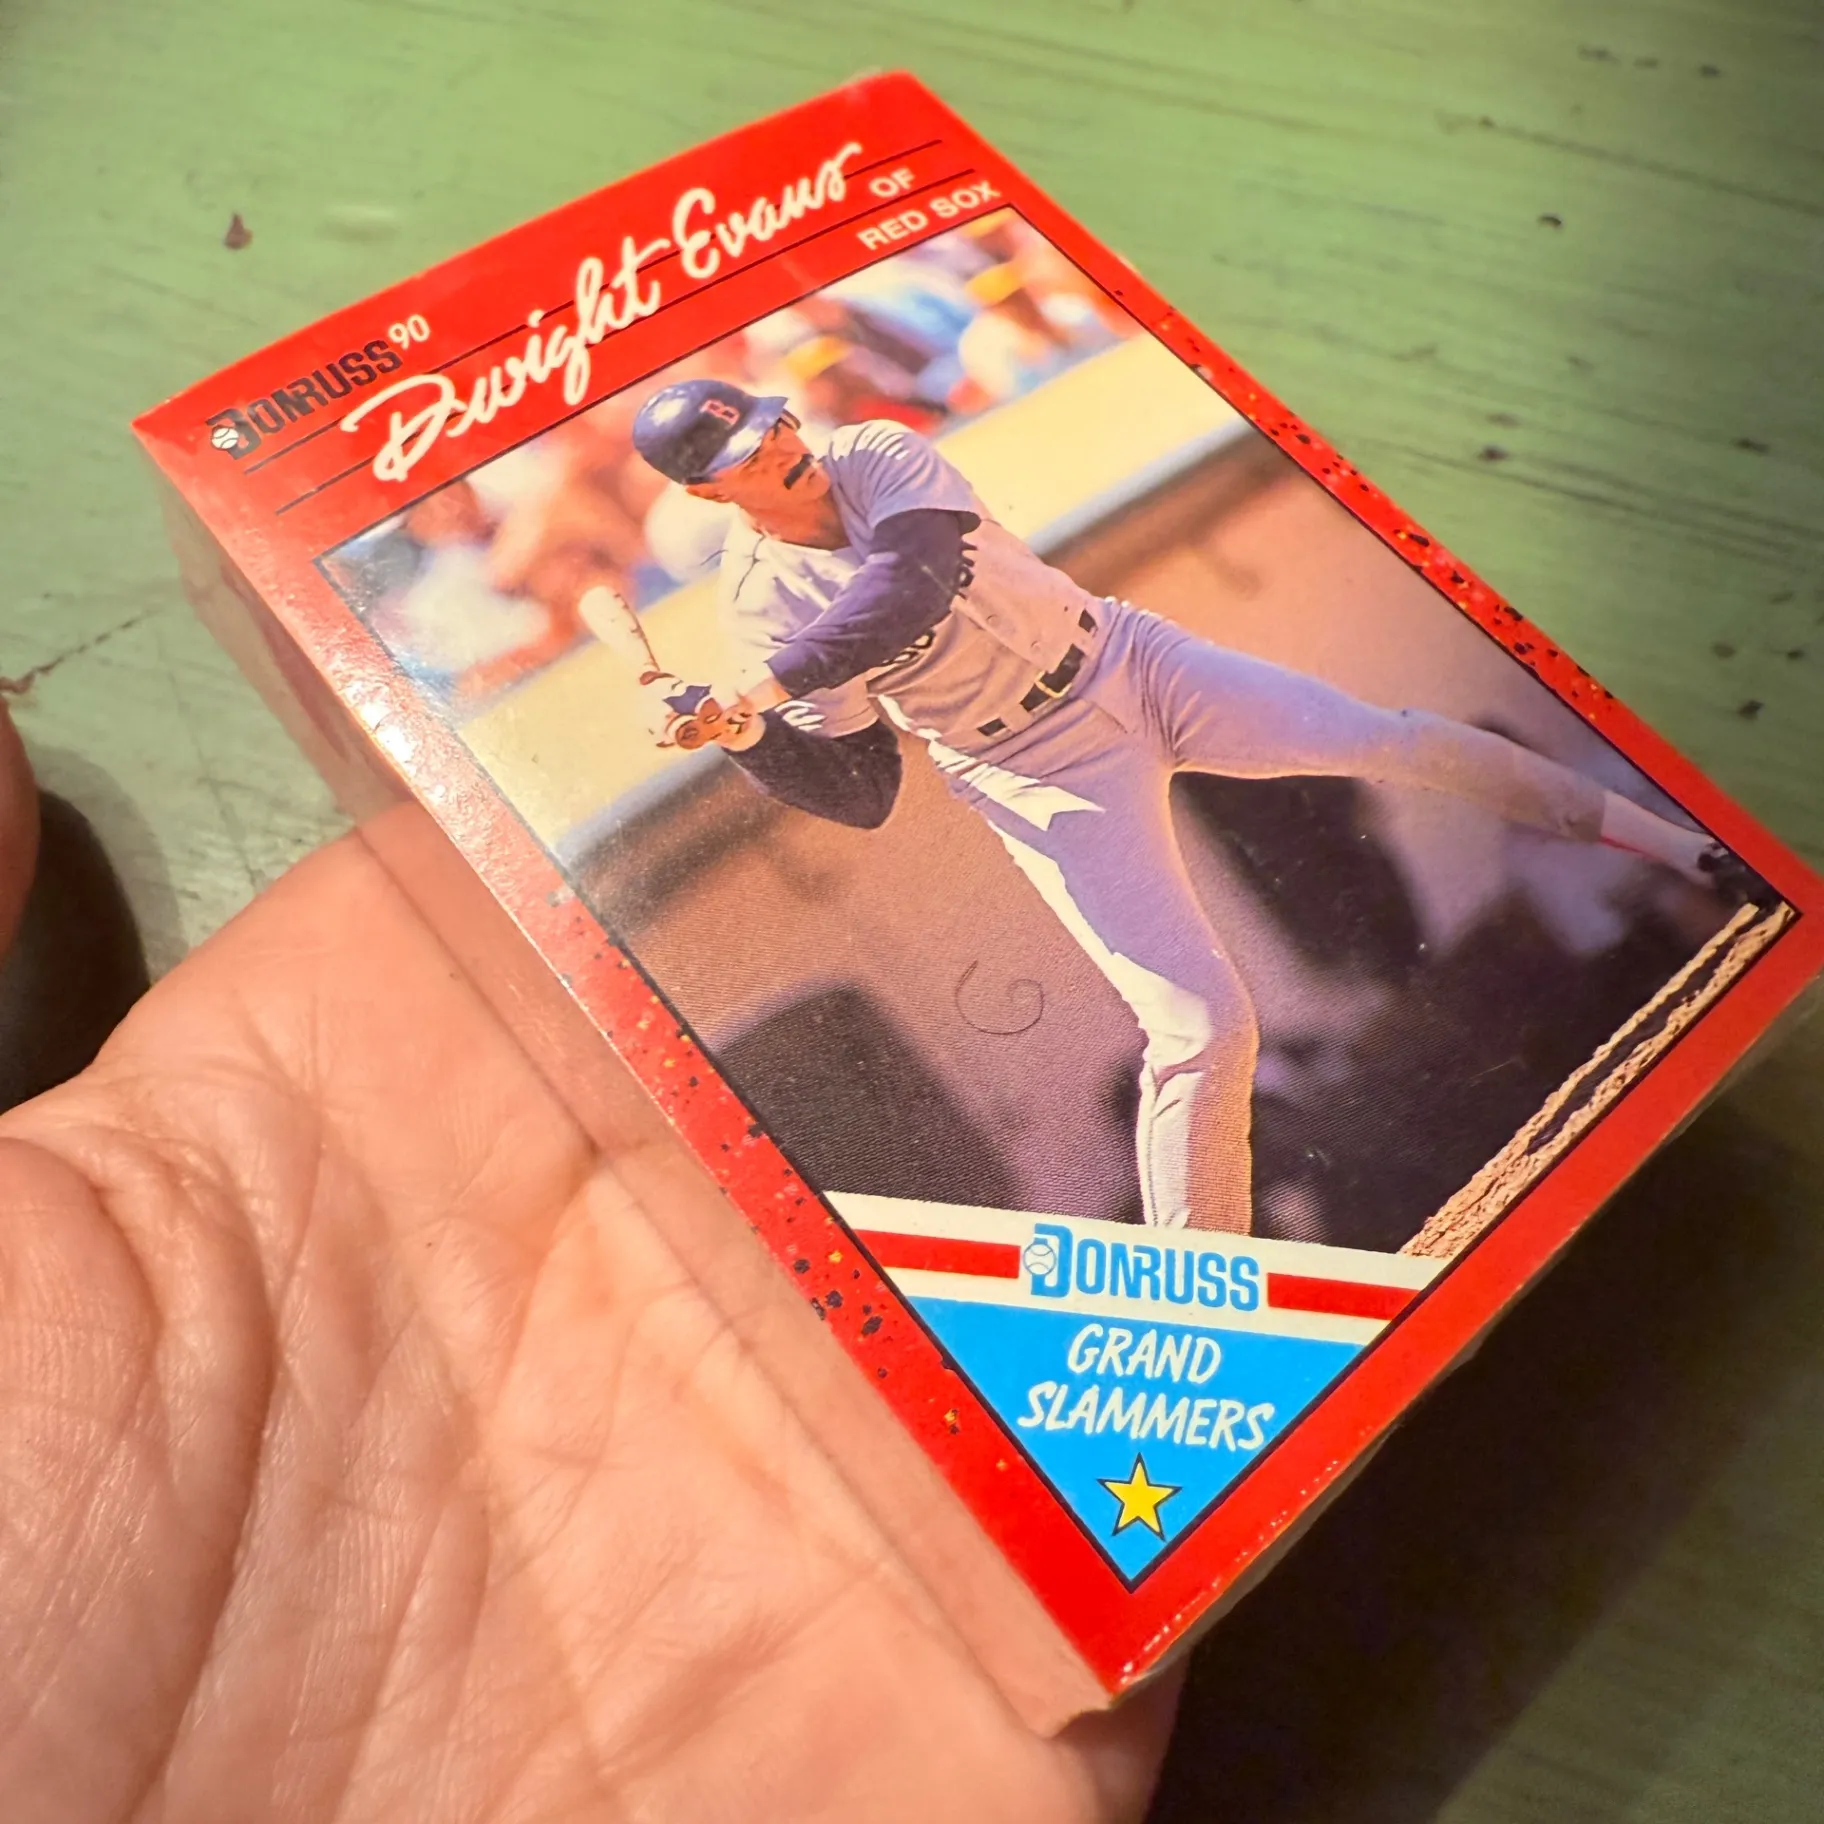 DONRUSS 90
Dwight Evans OF
RED SOX
B
DONRUSS
GRAND
SLAMMERS